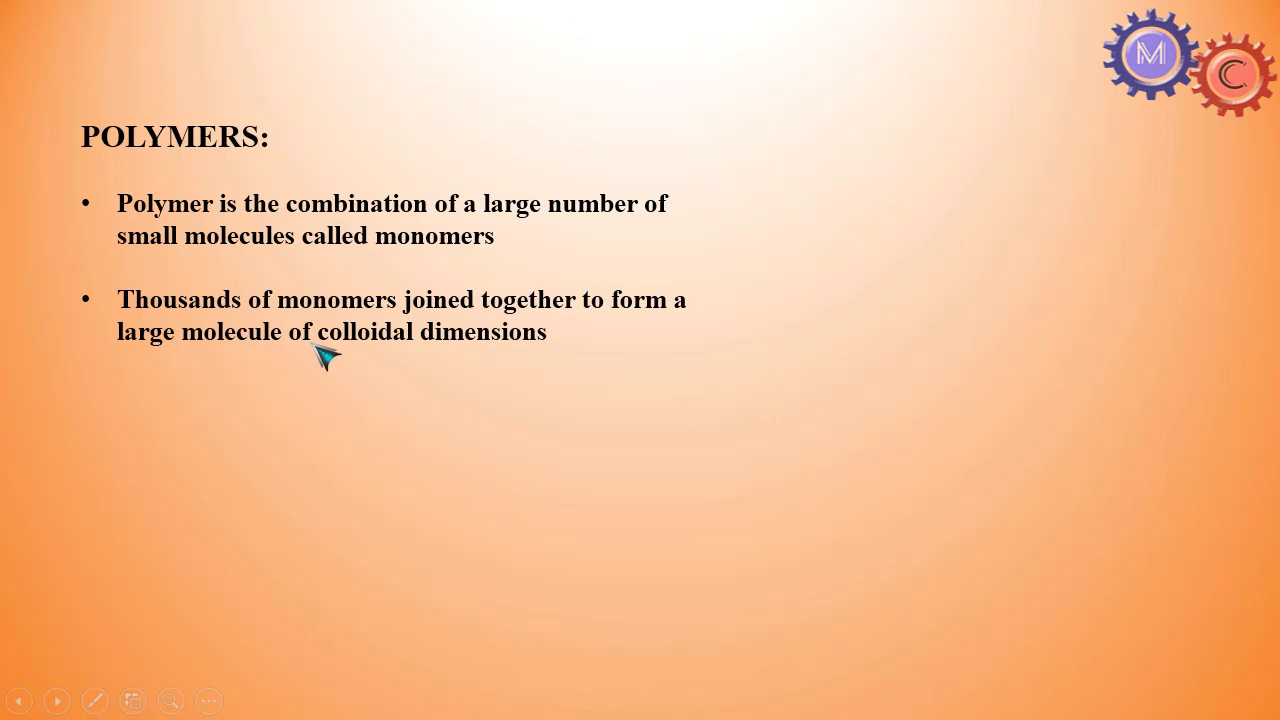 M
C
POLYMERS:
• Polymer is the combination of a large number of
small molecules called monomers
• Thousands of monomers joined together to form a
large molecule of colloidal dimensions